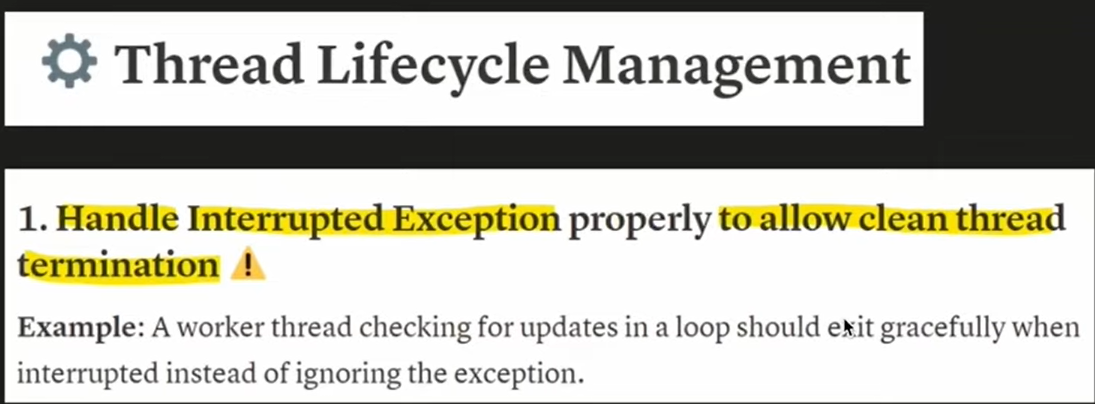 Thread Lifecycle Management
1. Handle Interrupted Exception properly to allow clean thread
termination
Example: A worker thread checking for updates in a loop should exit gracefully when
interrupted instead of ignoring the exception.